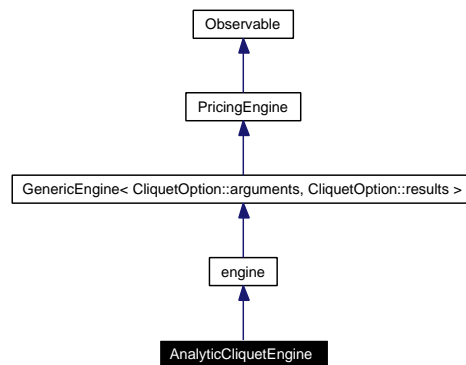 Observable
PricingEngine
GenericEngine< CliquetOption::arguments, CliquetOption::results >
engine
AnalyticCliquetEngine